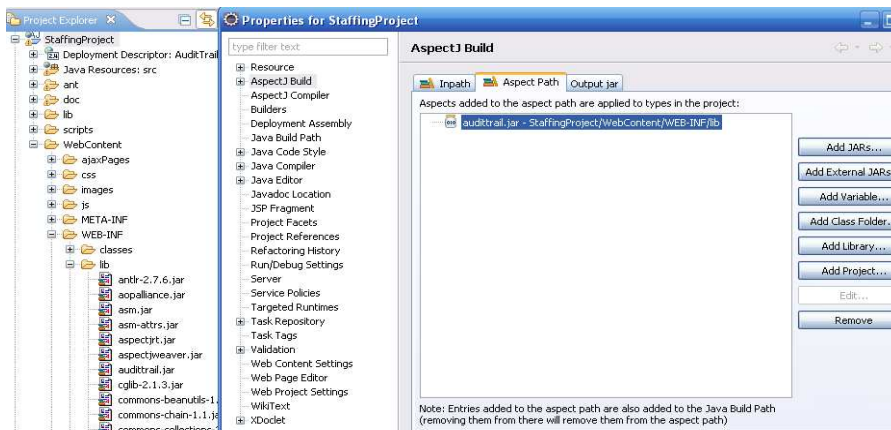 Project Explorer
StaffingProject
Deployment Descriptor: AuditTrail
Java Resources: src
ant
doc
lib
scripts
WebContent
ajaxPages
css
images
js
META-INF
WEB-INF
classes
lib
antlr-2.7.6.jar
aopalliance.jar
asm.jar
asm-attrs.jar
aspectjrt.jar
aspectjweaver.jar
audittrail.jar
cglib-2.1.3.jar
commons-beanutils-1.
commons-chain-1.1.ja
commons-collections-
Properties for StaffingProject
type filter text
Resource
AspectJ Build
AspectJ Compiler
Builders
Deployment Assembly
Java Build Path
Java Code Style
Java Compiler
Java Editor
Javadoc Location
JSP Fragment
Project Facets
Project References
Refactoring History
Run/Debug Settings
Server
Service Policies
Targeted Runtimes
Task Repository
Task Tags
Validation
Web Content Settings
Web Page Editor
Web Project Settings
WikiText
XDoclet
AspectJ Build
Inpath
Aspect Path
Output jar
Aspects added to the aspect path are applied to types in the project:
audittrail.jar - StaffingProject/WebContent/WEB-INF/lib
Add JARs...
Add External JARs
Add Variable...
Add Class Folder.
Add Library...
Add Project...
Edit...
Remove
Note: Entries added to the aspect path are also added to the Java Build Path
(removing them from there will remove them from the aspect path)